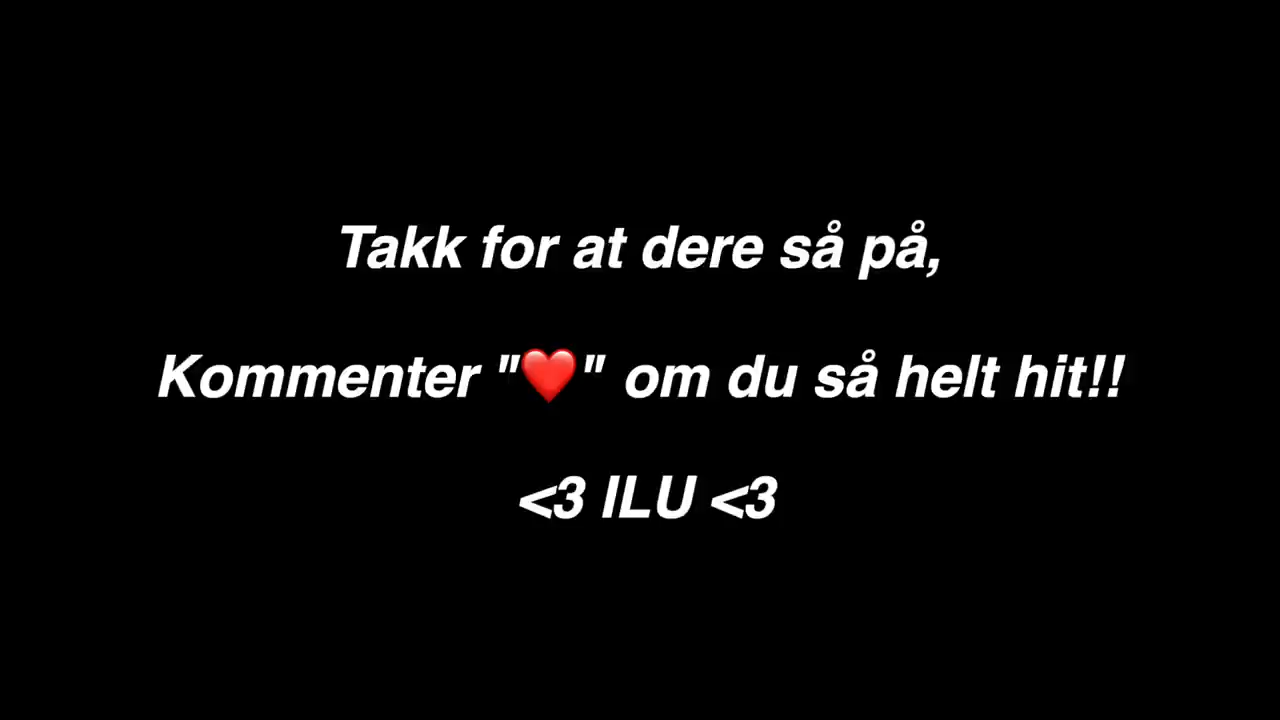 Takk for at dere så på,
Kommenter "❤️" om du så helt hit!!
<3 ILU <3